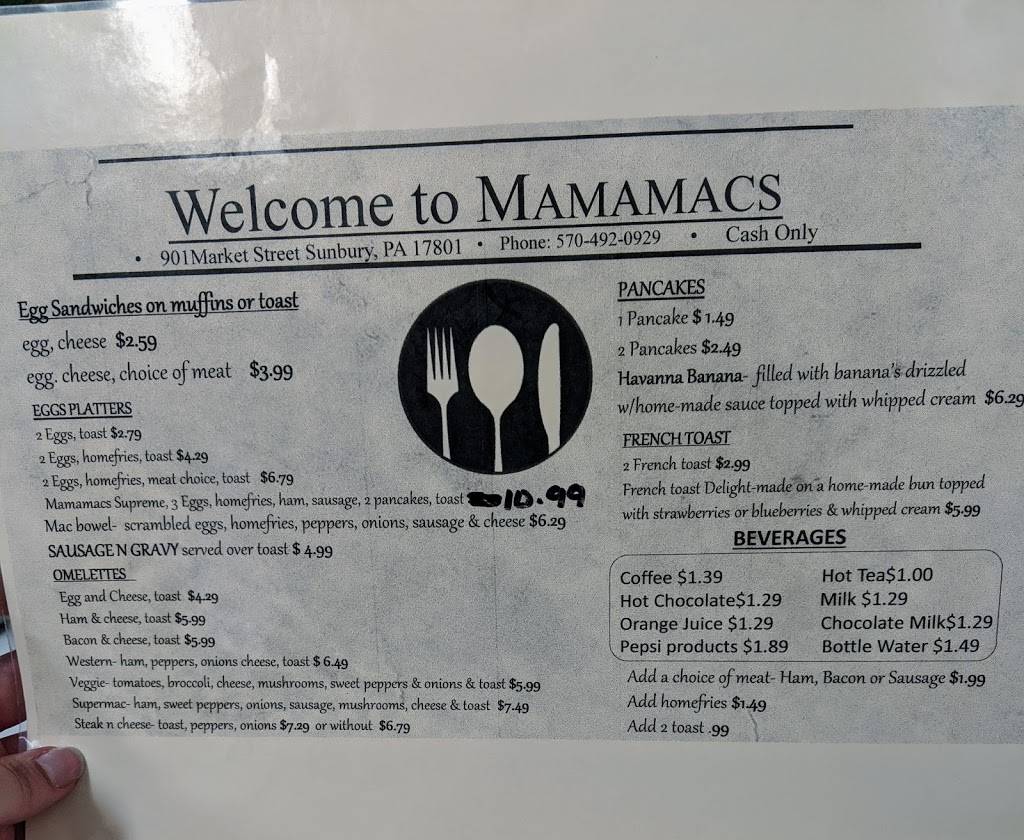 Welcome to MAMAMACS
• 901Market Street Sunbury, PA 17801 • Phone: 570-492-0929 • Cash Only
Egg Sandwiches on muffins or toast
egg, cheese $2.59
egg. cheese, choice of meat $3.99
EGGS PLATTERS
2 Eggs, toast $2.79
2 Eggs, homefries, toast $4.29
2 Eggs, homefries, meat choice, toast $6.79
Mamamacs Supreme, 3 Eggs, homefries, ham, sausage, 2 pancakes, toast 10.99
Mac bowel- scrambled eggs, homefries, peppers, onions, sausage & cheese $6.29
SAUSAGE N GRAVY served over toast $ 4.99
OMELETTES
Egg and Cheese, toast $4.29
Ham & cheese, toast $5.99
Bacon & cheese, toast $5.99
Western- ham, peppers, onions cheese, toast $ 6.49
Veggie- tomatoes, broccoli, cheese, mushrooms, sweet peppers & onions & toast $5.99
Supermac- ham, sweet peppers, onions, sausage, mushrooms, cheese & toast $7.49
Steak n cheese- toast, peppers, onions $7.29 or without $6.79
PANCAKES
1 Pancake $ 1.49
2 Pancakes $2.49
Havanna Banana- filled with banana's drizzled
w/home-made sauce topped with whipped cream $6.29
FRENCH TOAST
2 French toast $2.99
French toast Delight-made on a home-made bun topped
with strawberries or blueberries & whipped cream $5.99
BEVERAGES
Coffee $1.39 Hot Tea$1.00
Hot Chocolate$1.29 Milk $1.29
Orange Juice $1.29 Chocolate Milk$1.29
Pepsi products $1.89 Bottle Water $1.49
Add a choice of meat- Ham, Bacon or Sausage $1.99
Add homefries $1.49
Add 2 toast .99